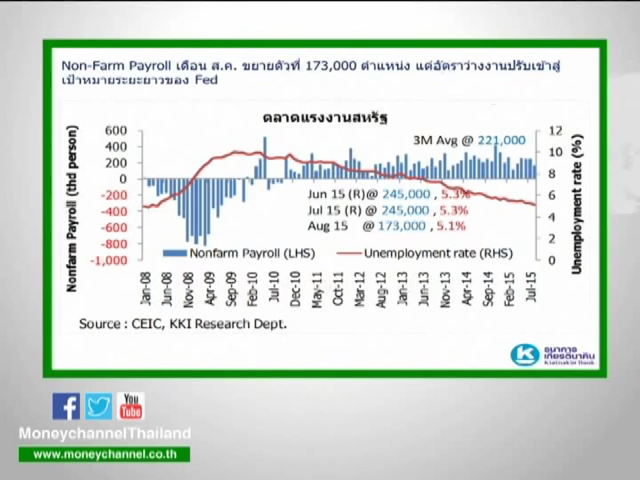 Non-Farm Payroll เดือน ส.ค. ขยายตัวที่ 173,000 ตำแหน่ง แต่อัตราว่างงานปรับเข้าสู่
เป้าหมายระยะยาวของ Fed
ตลาดแรงงานสหรัฐ
Nonfarm Payroll (thd person)
600
400
200
0
-200
-400
-600
-800
-1,000
3M Avg @ 221,000
Jun 15 (R)@ 245,000 , 5.3%
Jul 15 (R) @ 245,000 , 5.3%
Aug 15 @ 173,000 , 5.1%
12
10
8
6
4
2
0
Unemployment rate (%)
Nonfarm Payroll (LHS) Unemployment rate (RHS)
Jan-08 Jun-08 Nov-08 Apr-09 Sep-09 Feb-10 Jul-10 Dec-10 May-11 Oct-11 Mar-12 Aug-12 Jan-13 Jun-13 Nov-13 Apr-14 Sep-14 Feb-15 Jul-15
Source : CEIC, KKI Research Dept.
ธนาคาร
เกียรตินาคิน
Kiatnakin Bank
You
Tube
MoneychannelThailand
www.moneychannel.co.th